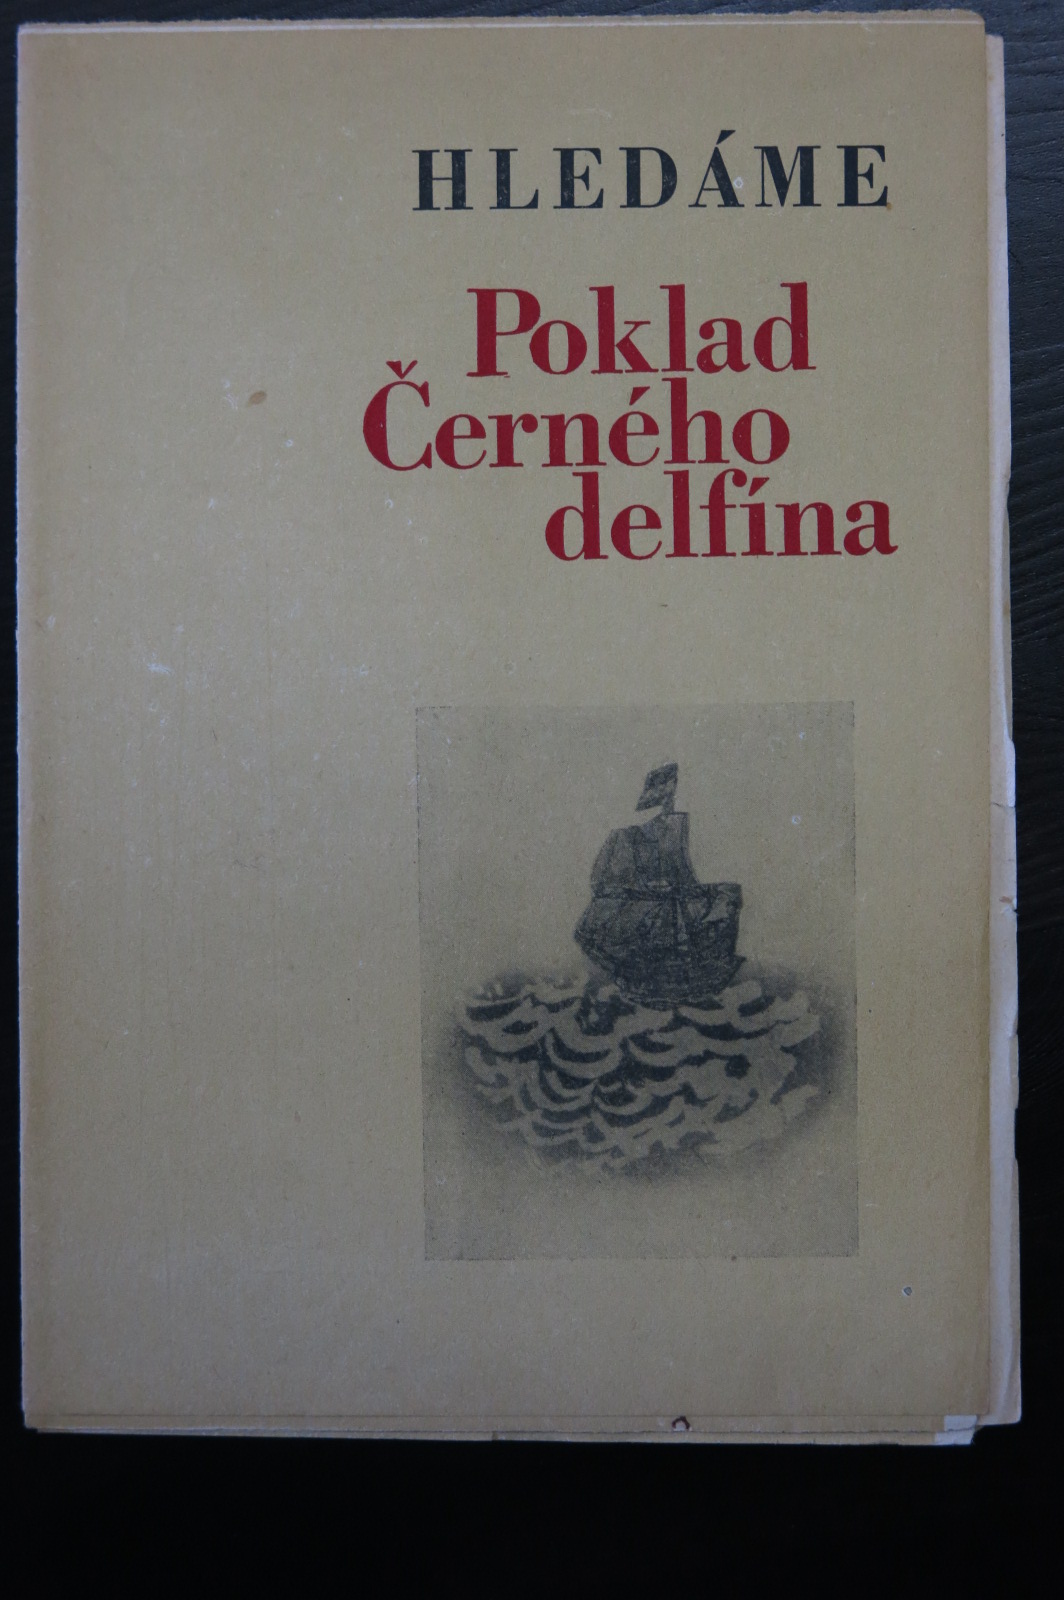 HLEDÁME
Poklad
Černého
delfína